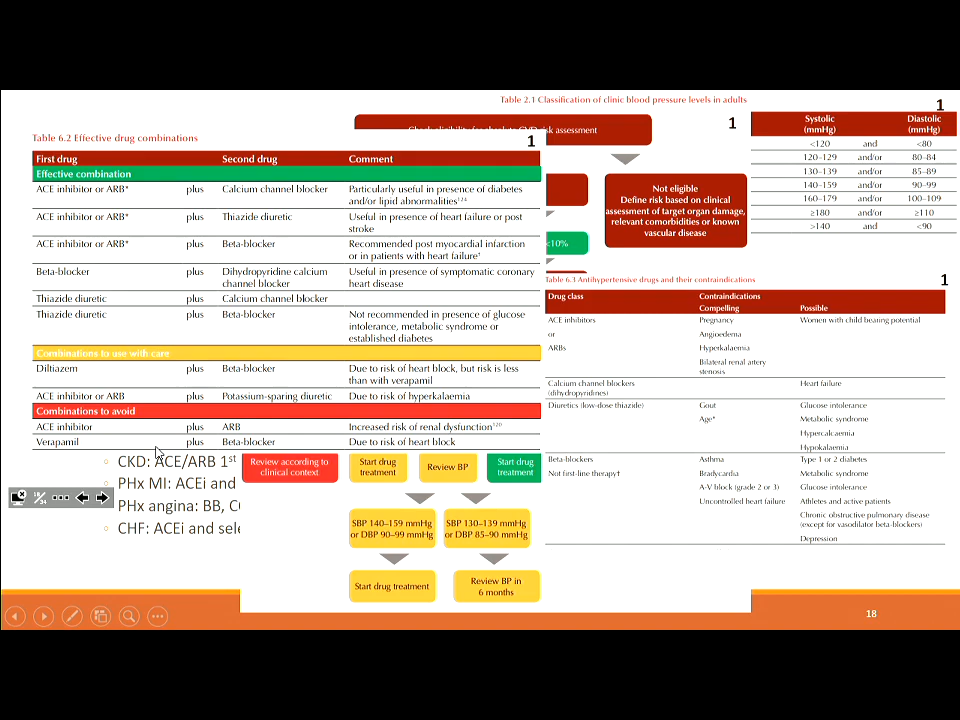 Table 2.1 Classification of clinic blood pressure levels in adults
1
Systolic Diastolic
(mmHg) (mmHg)
<120 and <80
120–129 and/or 80–84
130–139 and/or 85–89
140–159 and/or 90–99
160–179 and/or 100–109
≥180 and/or ≥110
>140 and <90
risk assessment
1
Not eligible
Define risk based on clinical
assessment of target organ damage,
relevant comorbidities or known
vascular disease
<10%
Table 6.2 Effective drug combinations
1
First drug Second drug Comment
Effective combination
ACE inhibitor or ARB* plus Calcium channel blocker Particularly useful in presence of diabetes
and/or lipid abnormalities124
ACE inhibitor or ARB* plus Thiazide diuretic Useful in presence of heart failure or post
stroke
ACE inhibitor or ARB* plus Beta-blocker Recommended post myocardial infarction
or in patients with heart failure†
Beta-blocker plus Dihydropyridine calcium Useful in presence of symptomatic coronary
channel blocker heart disease
Thiazide diuretic plus Calcium channel blocker
Thiazide diuretic plus Beta-blocker Not recommended in presence of glucose
intolerance, metabolic syndrome or
established diabetes
Combinations to use with care
Diltiazem plus Beta-blocker Due to risk of heart block, but risk is less
than with verapamil
ACE inhibitor or ARB plus Potassium-sparing diuretic Due to risk of hyperkalaemia
Combinations to avoid
ACE inhibitor plus ARB Increased risk of renal dysfunction120
Verapamil plus Beta-blocker Due to risk of heart block
Table 6.3 Antihypertensive drugs and their contraindications
1
Drug class Contraindications
Compelling Possible
ACE inhibitors Pregnancy Women with child bearing potential
or Angioedema
ARBs Hyperkalaemia
Bilateral renal artery
stenosis
Calcium channel blockers Heart failure
(dihydropyridines)
Diuretics (low-dose thiazide) Gout Glucose intolerance
Age* Metabolic syndrome
Hypercalcaemia
Hypokalaemia
Beta-blockers Asthma Type 1 or 2 diabetes
Not first-line therapy† Bradycardia Metabolic syndrome
A-V block (grade 2 or 3) Glucose intolerance
Uncontrolled heart failure Athletes and active patients
Chronic obstructive pulmonary disease
(except for vasodilator beta-blockers)
Depression
CKD: ACE/ARB 1st
PHx MI: ACEi and
PHx angina: BB,
CHF: ACEi and
Review according to
clinical context
Start drug
treatment
Review BP
Start drug
treatment
SBP 140–159 mmHg
or DBP 90–99 mmHg
SBP 130–139 mmHg
or DBP 85–90 mmHg
Start drug treatment
Review BP in
6 months
18